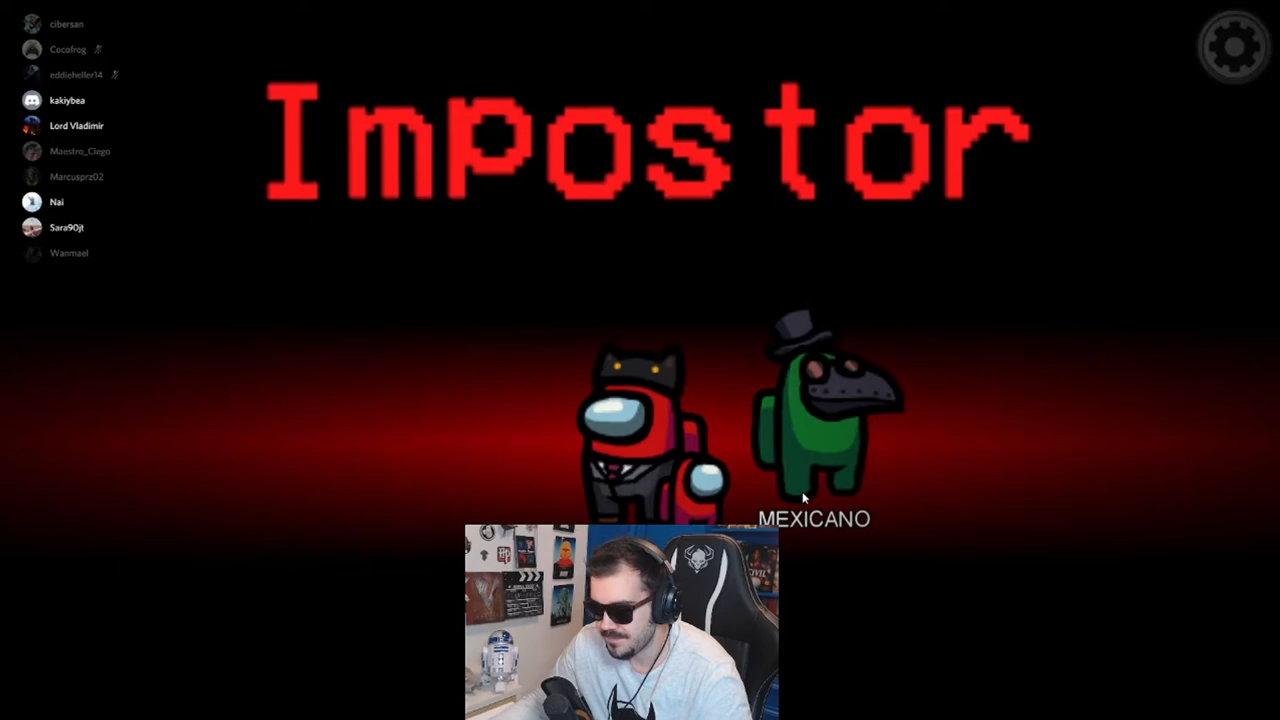 cibersan
Cocofrog
eddieheller14
kakiybea
Lord Vladimir
Maestro_Ciego
Marcusprz02
Nai
Sara90jt
Wanmael
Impostor
MEXICANO